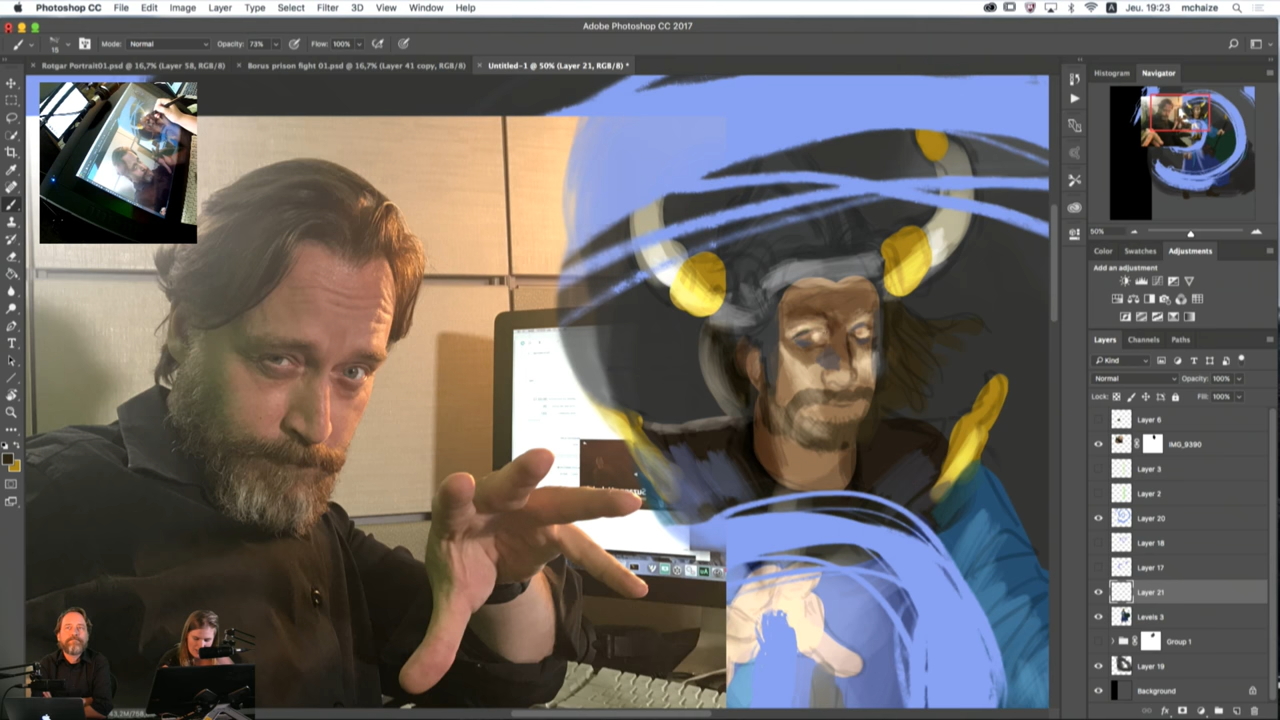 Photoshop CC File Edit Image Layer Type Select Filter 3D View Window Help
Jeu. 19:23 mchaize
Adobe Photoshop CC 2017
15 Mode: Normal Opacity: 73% Flow: 100%
Rotgar Portrait01.psd @ 16,7% (Layer 58, RGB/8)
Borus prison fight 01.psd @ 16,7% (Layer 41 copy, RGB/8)
Untitled-1 @ 50% (Layer 21, RGB/8) *
Histogram Navigator
50%
Color Swatches Adjustments
Add an adjustment
Layers Channels Paths
Kind
Normal Opacity: 100%
Lock: Fill: 100%
Layer 6
IMG_9390
Layer 3
Layer 2
Layer 20
Layer 18
Layer 17
Layer 21
Levels 3
Group 1
Layer 19
Background